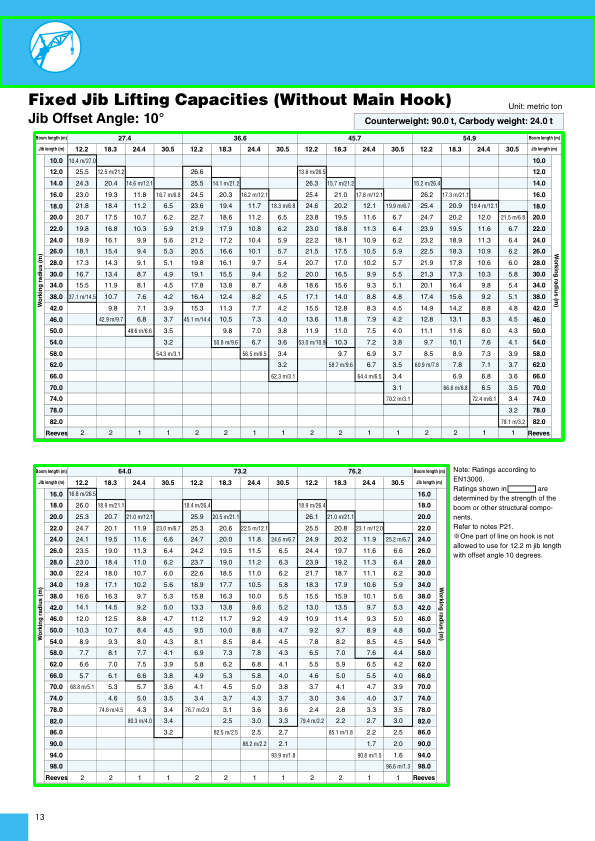 Fixed Jib Lifting Capacities (Without Main Hook)
Unit: metric ton
Jib Offset Angle: 10°
Counterweight: 90.0 t, Carbody weight: 24.0 t
Boom length (m) 27.4 36.6 45.7 54.9 Boom length (m)
Jib length (m) 12.2 18.3 24.4 30.5 12.2 18.3 24.4 30.5 12.2 18.3 24.4 30.5 12.2 18.3 24.4 30.5 Jib length (m)
Working radius (m)
10.0 10.4 m/27.0 10.0
12.0 25.5 12.5 m/21.2 26.6 13.6 m/26.5 12.0
14.0 24.3 20.4 14.6 m/12.1 25.5 14.1 m/21.2 26.3 15.7 m/21.2 15.2 m/26.4 14.0
16.0 23.0 19.3 11.8 16.7 m/6.8 24.5 20.3 16.2 m/12.1 25.4 21.0 17.8 m/12.1 26.2 17.3 m/21.1 16.0
18.0 21.8 18.4 11.2 6.5 23.6 19.4 11.7 18.3 m/6.8 24.6 20.2 12.1 19.9 m/6.7 25.4 20.9 19.4 m/12.1 18.0
20.0 20.7 17.5 10.7 6.2 22.7 18.6 11.2 6.5 23.8 19.5 11.6 6.7 24.7 20.2 12.0 21.5 m/6.8 20.0
22.0 19.8 16.8 10.3 5.9 21.9 17.9 10.8 6.2 23.0 18.8 11.3 6.4 23.9 19.5 11.6 6.7 22.0
24.0 18.9 16.1 9.9 5.6 21.2 17.2 10.4 5.9 22.2 18.1 10.9 6.2 23.2 18.9 11.3 6.4 24.0
26.0 18.1 15.4 9.4 5.3 20.5 16.6 10.1 5.7 21.5 17.5 10.5 5.9 22.5 18.3 10.9 6.2 26.0
28.0 17.3 14.3 9.1 5.1 19.8 16.1 9.7 5.4 20.7 17.0 10.2 5.7 21.9 17.8 10.6 6.0 28.0
30.0 16.7 13.4 8.7 4.9 19.1 15.5 9.4 5.2 20.0 16.5 9.9 5.5 21.3 17.3 10.3 5.8 30.0
34.0 15.5 11.9 8.1 4.5 17.8 13.8 8.7 4.8 18.6 15.6 9.3 5.1 20.1 16.4 9.8 5.4 34.0
38.0 37.1 m/14.5 10.7 7.6 4.2 16.4 12.4 8.2 4.5 17.1 14.0 8.8 4.8 17.4 15.6 9.2 5.1 38.0
42.0 9.8 7.1 3.9 15.3 11.3 7.7 4.2 15.5 12.8 8.3 4.5 14.9 14.2 8.8 4.8 42.0
46.0 42.9 m/9.7 6.8 3.7 45.1 m/14.4 10.5 7.3 4.0 13.6 11.8 7.9 4.2 12.8 13.1 8.3 4.5 46.0
50.0 48.6 m/6.6 3.5 9.8 7.0 3.8 11.9 11.0 7.5 4.0 11.1 11.6 8.0 4.3 50.0
54.0 3.2 50.8 m/9.6 6.7 3.6 53.0 m/10.9 10.3 7.2 3.8 9.7 10.1 7.6 4.1 54.0
58.0 54.3 m/3.1 56.5 m/6.5 3.4 9.7 6.9 3.7 8.5 8.9 7.3 3.9 58.0
62.0 3.2 58.7 m/9.6 6.7 3.5 60.9 m/7.8 7.8 7.1 3.7 62.0
66.0 62.3 m/3.1 64.4 m/6.5 3.4 6.9 6.8 3.6 66.0
70.0 3.1 66.6 m/6.8 6.5 3.5 70.0
74.0 70.2 m/3.1 72.4 m/6.1 3.4 74.0
78.0 3.2 78.0
82.0 78.1 m/3.2 82.0
Reeves 2 2 1 1 2 2 1 1 2 2 1 1 2 2 1 1 Reeves
Working radius (m)
Boom length (m) 64.0 73.2 76.2 Boom length (m)
Jib length (m) 12.2 18.3 24.4 30.5 12.2 18.3 24.4 30.5 12.2 18.3 24.4 30.5 Jib length (m)
Working radius (m)
16.0 16.8 m/26.5 16.0
18.0 26.0 18.9 m/21.1 18.4 m/26.4 18.9 m/26.4 18.0
20.0 25.3 20.7 21.0 m/12.1 25.9 20.5 m/21.1 26.1 21.0 m/21.1 20.0
22.0 24.7 20.1 11.9 23.0 m/6.7 25.3 20.6 22.5 m/12.1 25.5 20.8 23.1 m/12.0 22.0
24.0 24.1 19.5 11.6 6.6 24.7 20.0 11.8 24.6 m/6.7 24.9 20.2 11.9 25.2 m/6.7 24.0
26.0 23.5 19.0 11.3 6.4 24.2 19.5 11.5 6.5 24.4 19.7 11.6 6.6 26.0
28.0 23.0 18.4 11.0 6.2 23.7 19.0 11.2 6.3 23.9 19.2 11.3 6.4 28.0
30.0 22.4 18.0 10.7 6.0 22.6 18.5 11.0 6.2 21.7 18.7 11.1 6.2 30.0
34.0 19.8 17.1 10.2 5.6 18.9 17.7 10.5 5.8 18.3 17.9 10.6 5.9 34.0
38.0 16.6 16.3 9.7 5.3 15.8 16.3 10.0 5.5 15.5 15.9 10.1 5.6 38.0
42.0 14.1 14.5 9.2 5.0 13.3 13.8 9.6 5.2 13.0 13.5 9.7 5.3 42.0
46.0 12.0 12.5 8.8 4.7 11.2 11.7 9.2 4.9 10.9 11.4 9.3 5.0 46.0
50.0 10.3 10.7 8.4 4.5 9.5 10.0 8.8 4.7 9.2 9.7 8.9 4.8 50.0
54.0 8.9 9.3 8.0 4.3 8.1 8.5 8.4 4.5 7.8 8.2 8.5 4.5 54.0
58.0 7.7 8.1 7.7 4.1 6.9 7.3 7.8 4.3 6.5 7.0 7.6 4.4 58.0
62.0 6.6 7.0 7.5 3.9 5.8 6.2 6.8 4.1 5.5 5.9 6.5 4.2 62.0
66.0 5.7 6.1 6.6 3.8 4.9 5.3 5.8 4.0 4.6 5.0 5.5 4.0 66.0
70.0 68.8 m/5.1 5.3 5.7 3.6 4.1 4.5 5.0 3.8 3.7 4.1 4.7 3.9 70.0
74.0 4.6 5.0 3.5 3.4 3.7 4.3 3.7 3.0 3.4 4.0 3.7 74.0
78.0 74.6 m/4.5 4.3 3.4 76.7 m/2.9 3.1 3.6 3.6 2.4 2.8 3.3 3.5 78.0
82.0 80.3 m/4.0 3.4 2.5 3.0 3.3 79.4 m/2.2 2.2 2.7 3.0 82.0
86.0 3.2 82.5 m/2.5 2.5 2.7 85.1 m/1.8 2.2 2.5 86.0
90.0 88.2 m/2.2 2.1 1.7 2.0 90.0
94.0 93.9 m/1.8 90.8 m/1.5 1.6 94.0
98.0 96.6 m/1.3 98.0
Reeves 2 2 1 1 2 2 1 1 2 2 1 1 Reeves
Working radius (m)
Note: Ratings according to
EN13000.
Ratings shown in are
determined by the strength of the
boom or other structural compo-
nents.
Refer to notes P21.
※One part of line on hook is not
allowed to use for 12.2 m jib length
with offset angle 10 degrees.
13